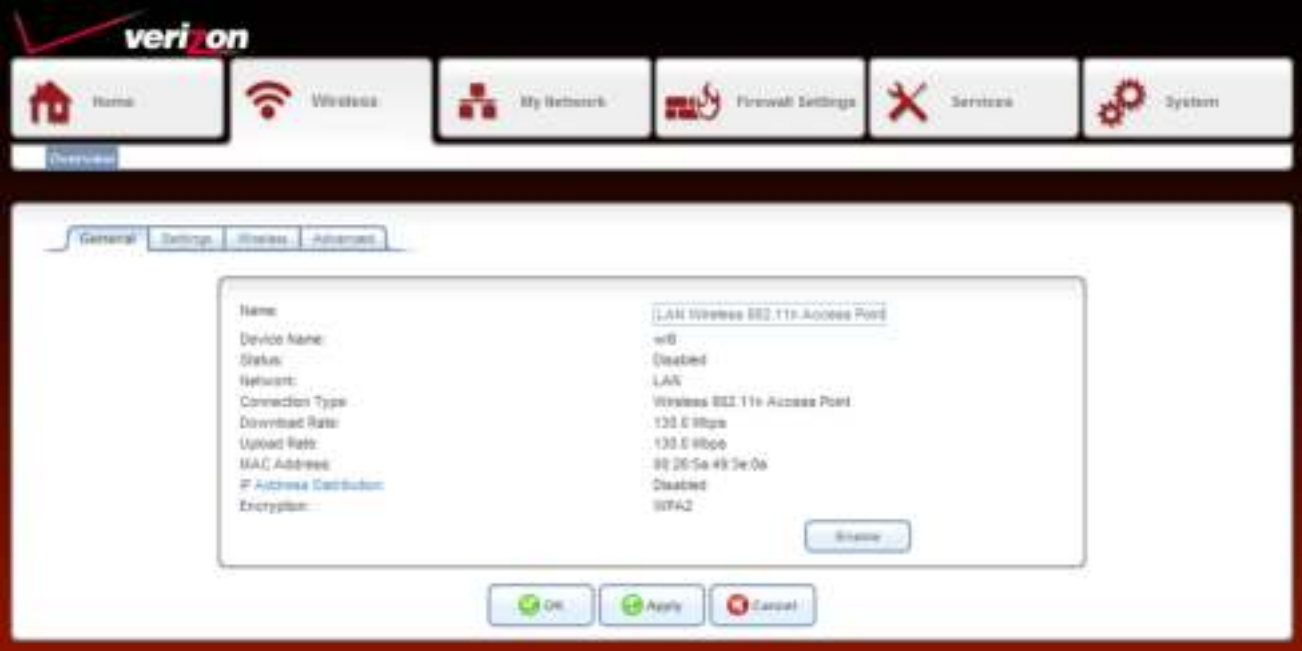 verizon
Home
Wireless
My Network
Firewall Settings
Services
System
Overview
General
Settings
Wireless
Advanced
Name: LAN Wireless 802.11n Access Point
Device Name:
Status: Disabled
Network: LAN
Connection Type: Wireless 802.11n Access Point
Download Rate: 130.0 Mbps
Upload Rate: 130.0 Mbps
MAC Address:
IP Address Distribution: Disabled
Encryption: WPA2
Enable
OK
Apply
Cancel